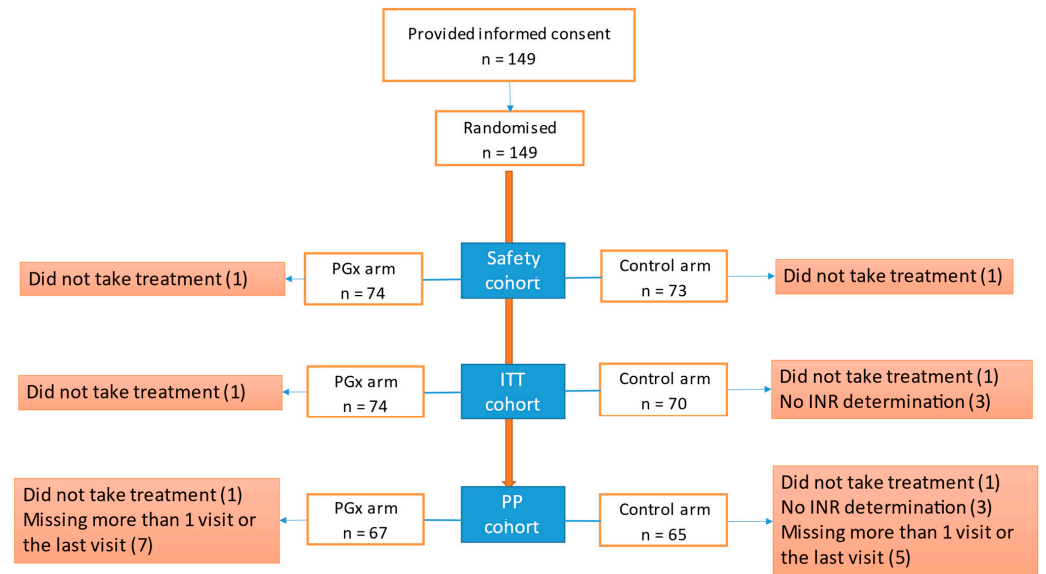 Provided informed consent
n = 149
Randomised
n = 149
Safety
cohort
PGx arm
n = 74
Control arm
n = 73
Did not take treatment (1)
Did not take treatment (1)
ITT
cohort
PGx arm
n = 74
Control arm
n = 70
Did not take treatment (1)
Did not take treatment (1)
No INR determination (3)
PP
cohort
PGx arm
n = 67
Control arm
n = 65
Did not take treatment (1)
Missing more than 1 visit or
the last visit (7)
Did not take treatment (1)
No INR determination (3)
Missing more than 1 visit or
the last visit (5)